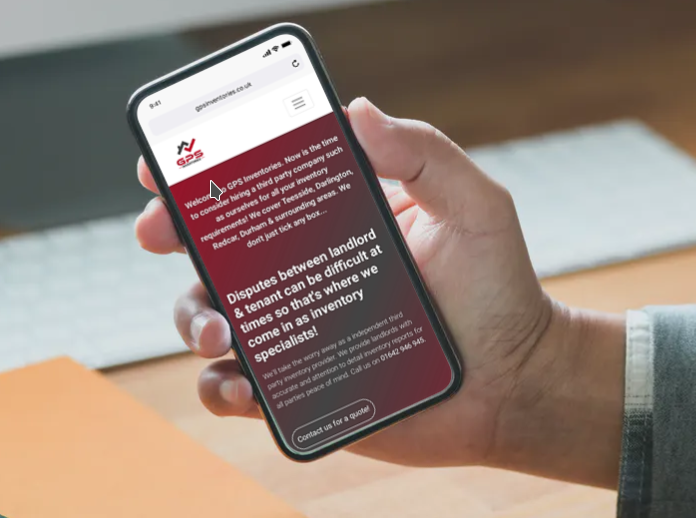 9:41
gpsinventories.co.uk
GPS
Welcome to GPS Inventories. Now is the time
to consider hiring a third party company such
as ourselves for all your inventory
requirements! We cover Teesside, Darlington,
Redcar, Durham & surrounding areas. We
don't just tick any box...
Disputes between landlord
& tenant can be difficult at
times so that's where we
come in as inventory
specialists!
We'll take the worry away as a independent third
party inventory provider. We provide landlords with
accurate and attention to detail inventory reports for
all parties peace of mind. Call us on 01642 946 945.
Contact us for a quote!